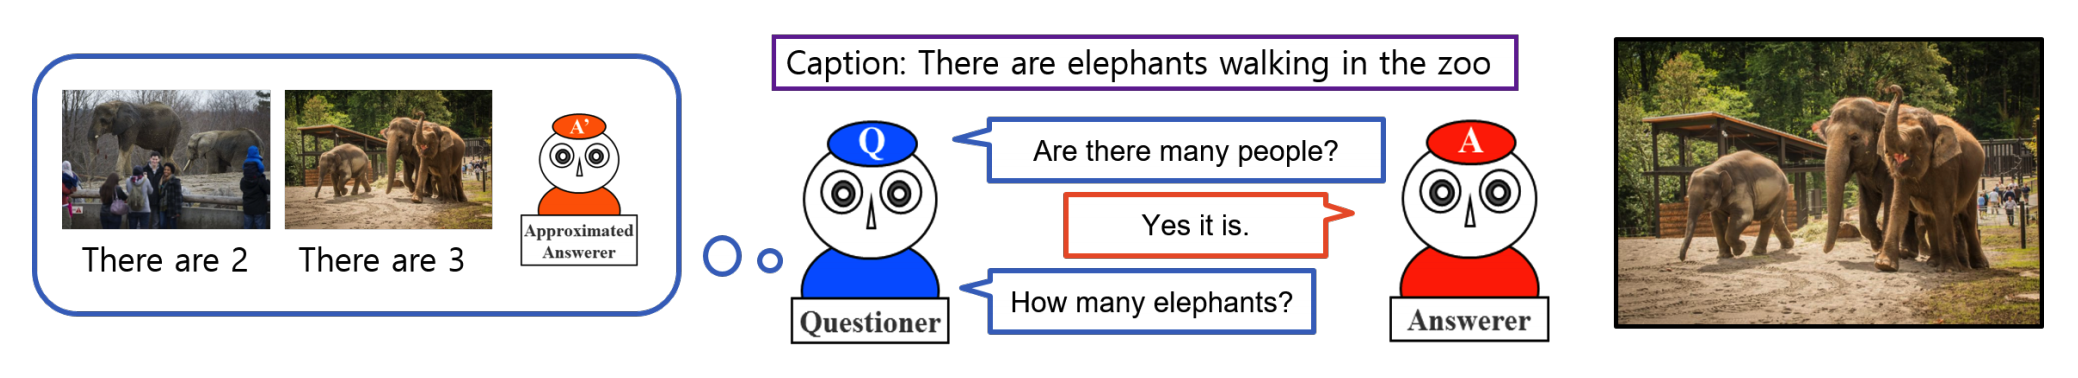 Caption: There are elephants walking in the zoo
A’
Approximated
Answerer
There are 2
There are 3
Q
Questioner
Are there many people?
Yes it is.
How many elephants?
A
Answerer